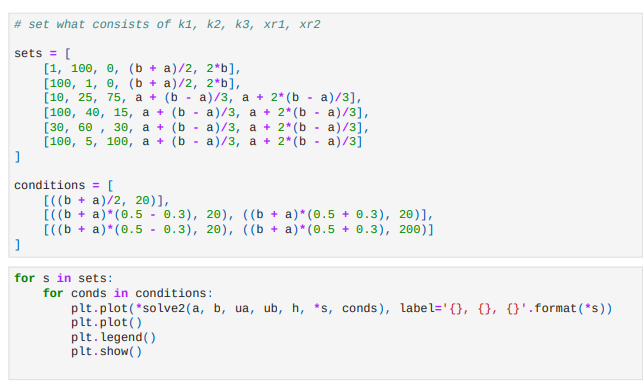 # set what consists of k1, k2, k3, xr1, xr2
sets = [
[1, 100, 0, (b + a)/2, 2*b],
[100, 1, 0, (b + a)/2, 2*b],
[10, 25, 75, a + (b - a)/3, a + 2*(b - a)/3],
[100, 40, 15, a + (b - a)/3, a + 2*(b - a)/3],
[30, 60 , 30, a + (b - a)/3, a + 2*(b - a)/3],
[100, 5, 100, a + (b - a)/3, a + 2*(b - a)/3]
]
conditions = [
[((b + a)/2, 20)],
[((b + a)*(0.5 - 0.3), 20), ((b + a)*(0.5 + 0.3), 20)],
[((b + a)*(0.5 - 0.3), 20), ((b + a)*(0.5 + 0.3), 200)]
]
for s in sets:
for conds in conditions:
plt.plot(*solve2(a, b, ua, ub, h, *s, conds), label='{}, {}, {}'.format(*s))
plt.plot()
plt.legend()
plt.show()